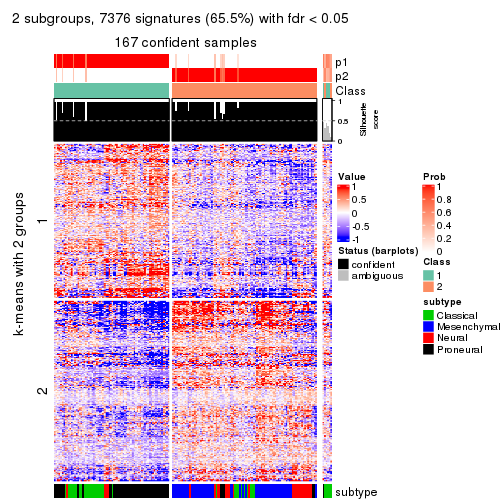 2 subgroups, 7376 signatures (65.5%) with fdr < 0.05
167 confident samples
p1
p2
Class
1
0.5
0
Silhouette
score
k-means with 2 groups
1
2
Value
1
0.5
0
-0.5
-1
Status (barplots)
confident
ambiguous
Prob
1
0.8
0.6
0.4
0.2
0
Class
1
2
subtype
Classical
Mesenchymal
Neural
Proneural
subtype